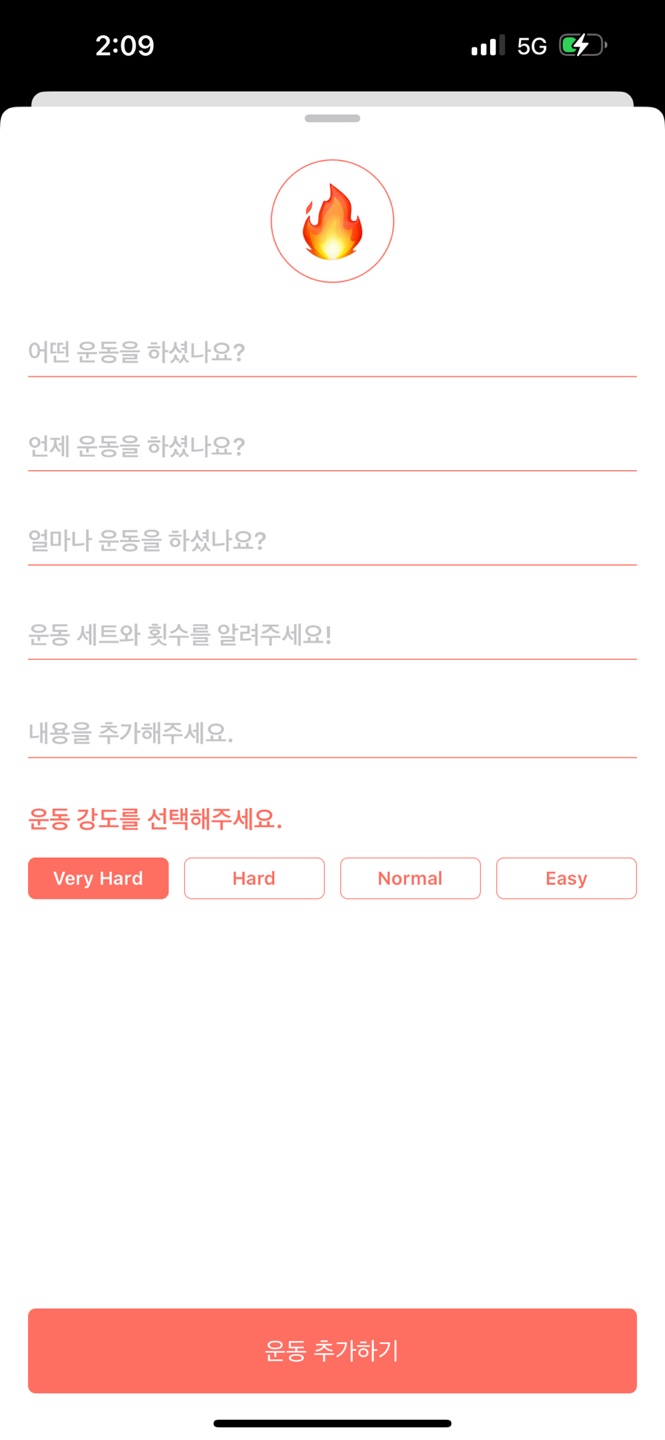 2:09
5G
어떤 운동을 하셨나요?
언제 운동을 하셨나요?
얼마나 운동을 하셨나요?
운동 세트와 횟수를 알려주세요!
내용을 추가해주세요.
운동 강도를 선택해주세요.
Very Hard
Hard
Normal
Easy
운동 추가하기